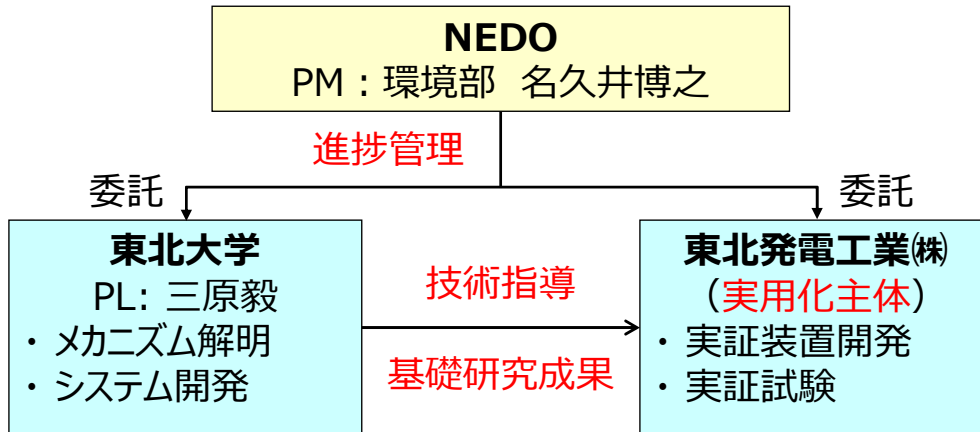 NEDO
PM：環境部 名久井博之
進捗管理
委託
委託
東北大学
PL: 三原毅
・メカニズム解明
・システム開発
技術指導
基礎研究成果
東北発電工業㈱
（実用化主体）
・実証装置開発
・実証試験